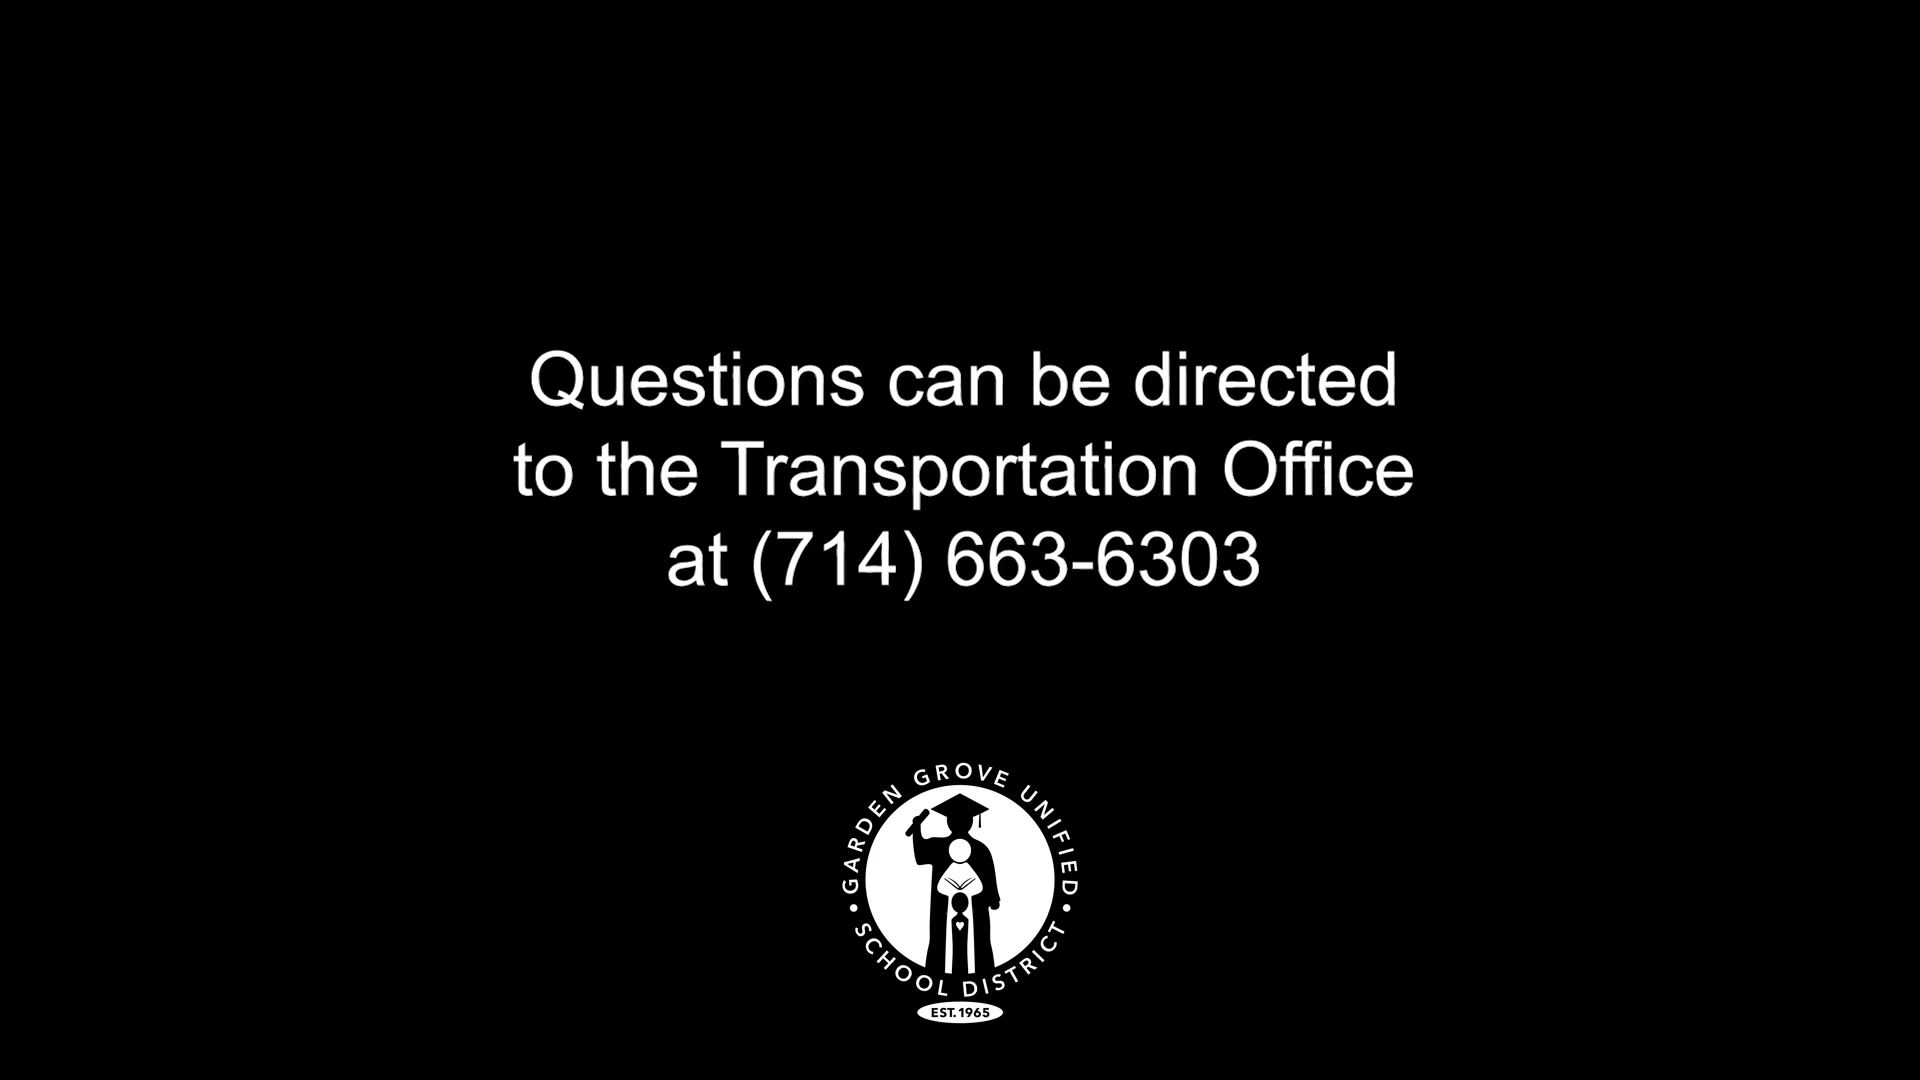 Questions can be directed
to the Transportation Office
at (714) 663-6303
GARDEN GROVE UNIFIED
• SCHOOL DISTRICT •
EST. 1965